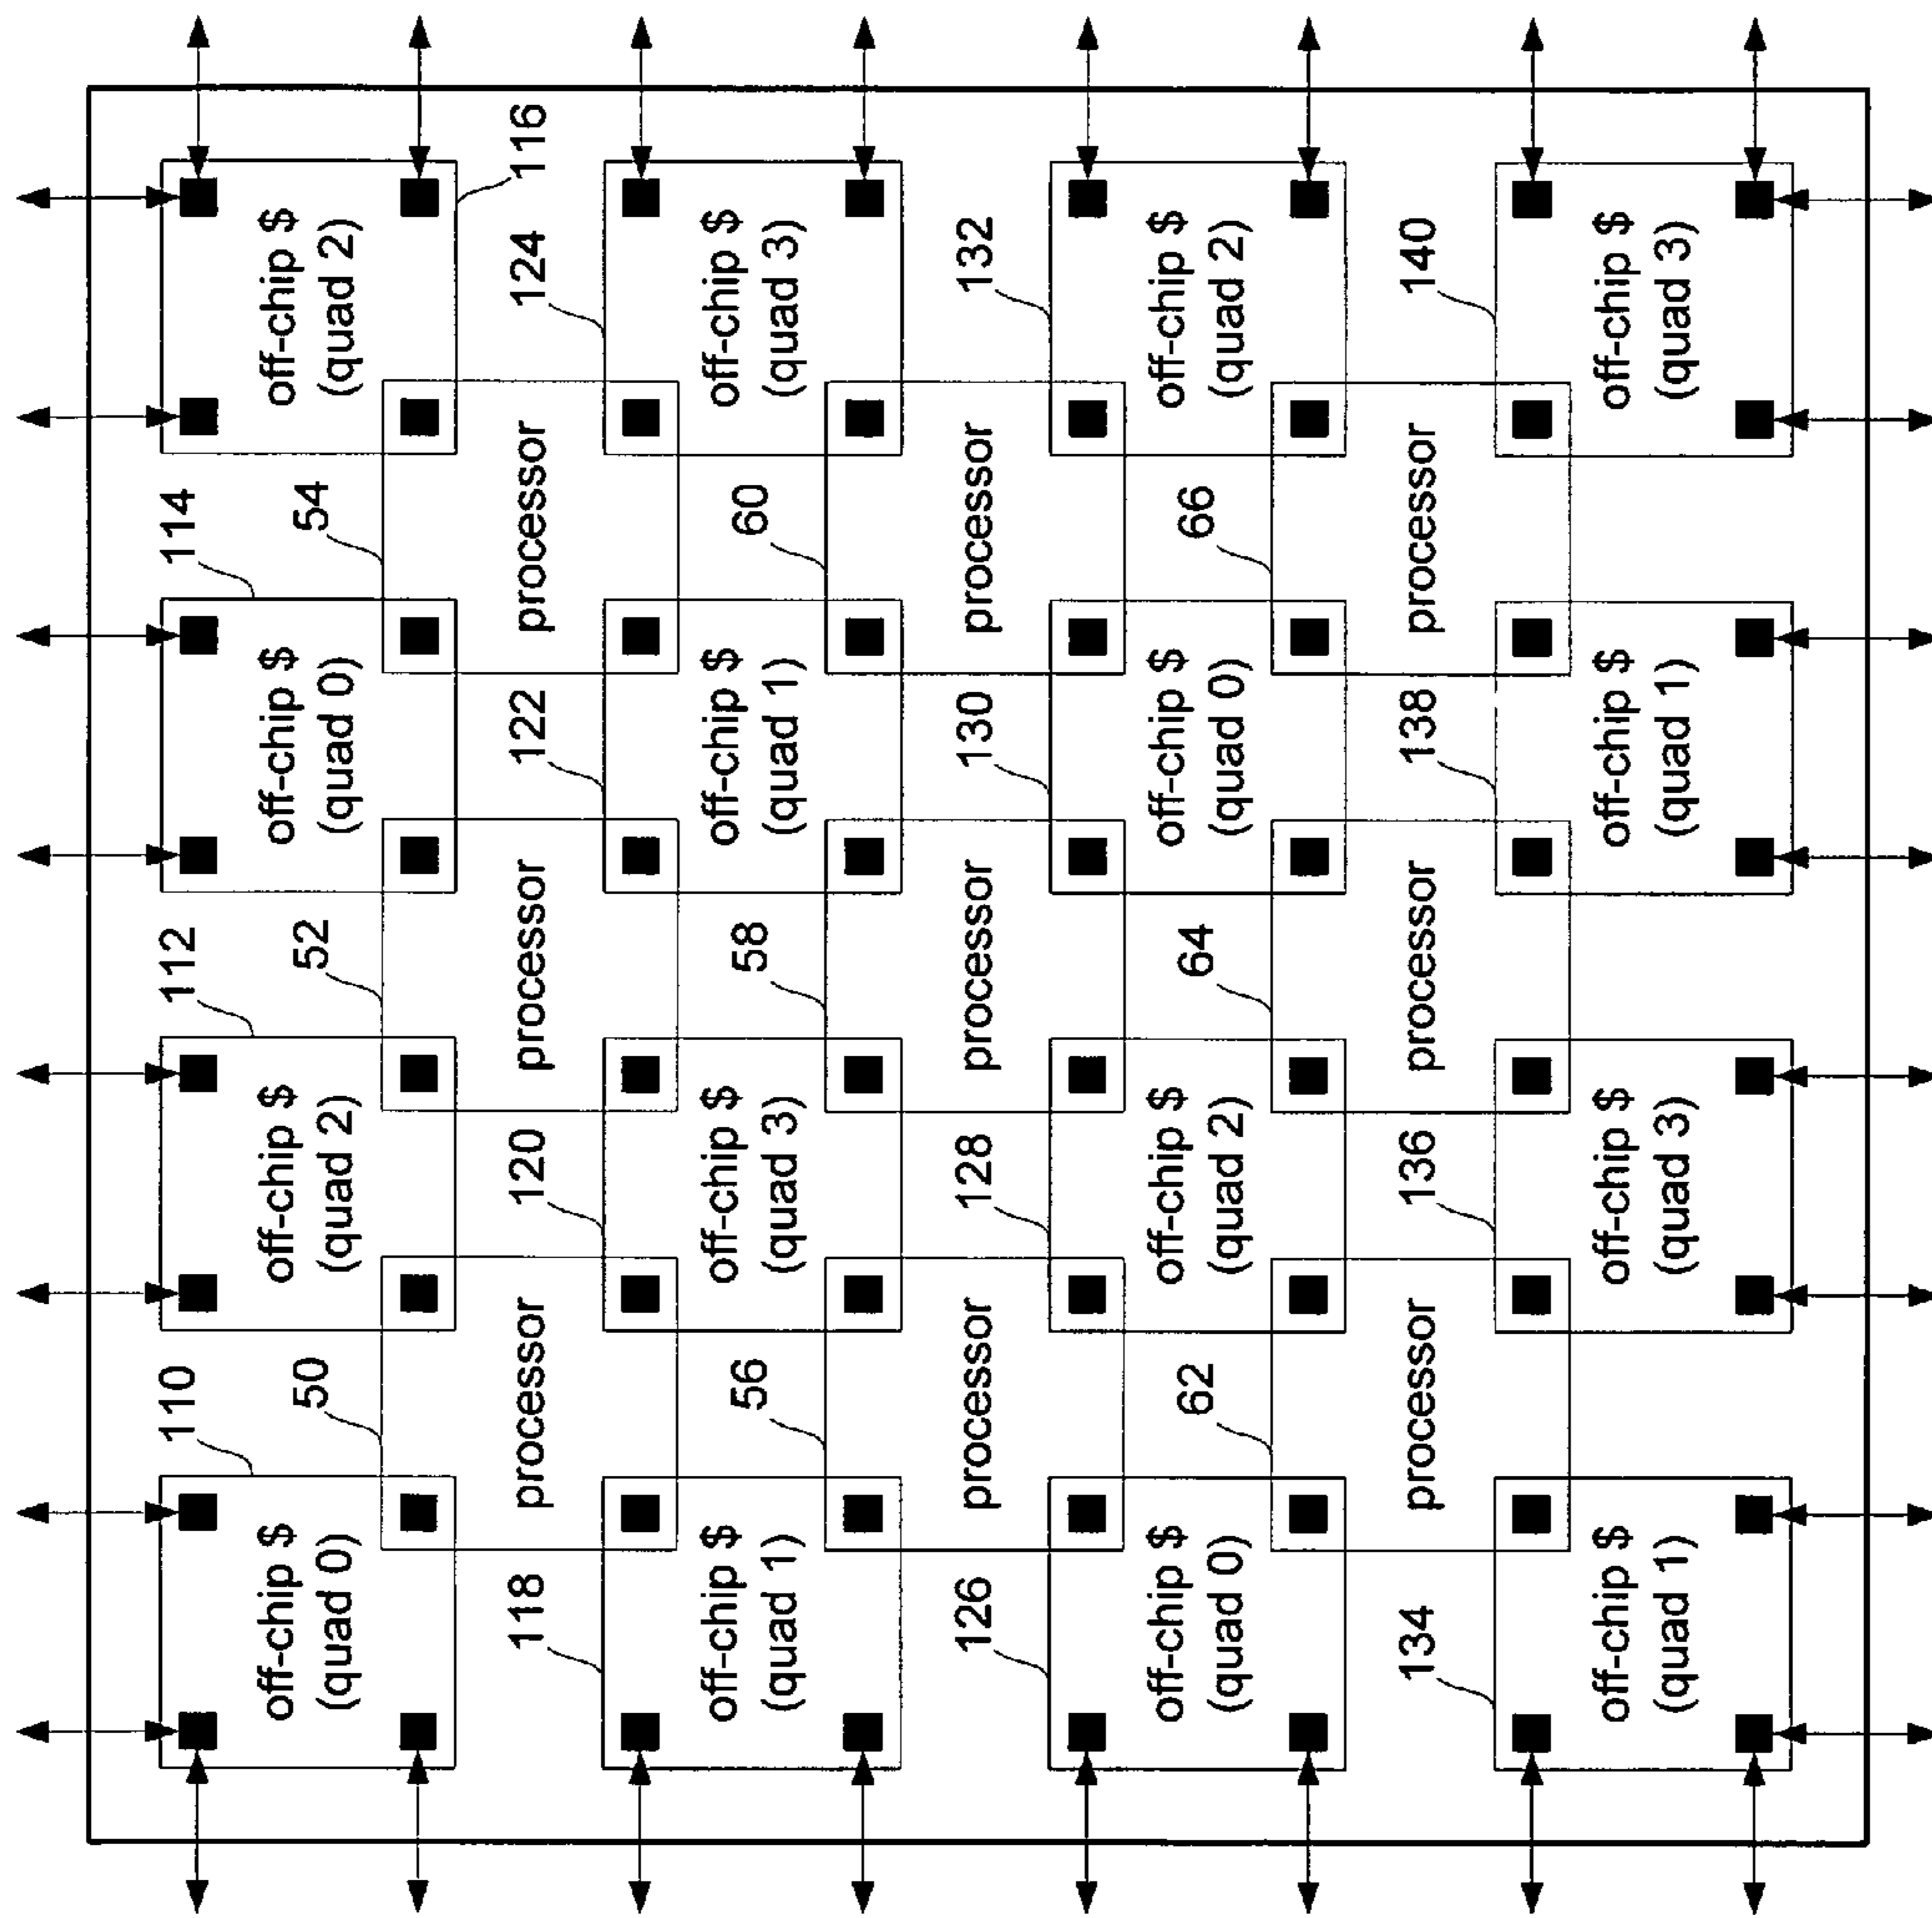 110
112
114
off-chip $
(quad 0)
off-chip $
(quad 2)
off-chip $
(quad 0)
off-chip $
(quad 2)
50
52
54
116
118
processor
120
processor
122
processor
124
off-chip $
(quad 1)
off-chip $
(quad 3)
off-chip $
(quad 1)
off-chip $
(quad 3)
56
58
60
126
processor
128
processor
130
processor
132
off-chip $
(quad 0)
off-chip $
(quad 2)
off-chip $
(quad 0)
off-chip $
(quad 2)
62
64
66
134
processor
136
processor
138
processor
140
off-chip $
(quad 1)
off-chip $
(quad 3)
off-chip $
(quad 1)
off-chip $
(quad 3)